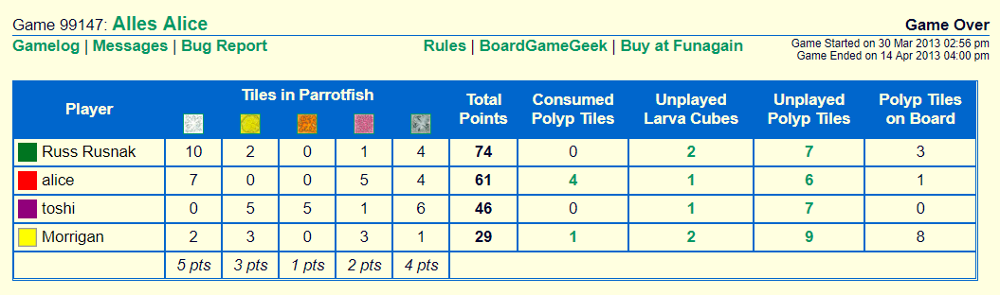 Game 99147: Alles Alice Game Over
Gamelog | Messages | Bug Report Rules | BoardGameGeek | Buy at Funagain Game Started on 30 Mar 2013 02:56 pm
Game Ended on 14 Apr 2013 04:00 pm
Player Tiles in Parrotfish Total Points Consumed Polyp Tiles Unplayed Larva Cubes Unplayed Polyp Tiles Polyp Tiles on Board
Russ Rusnak 10 2 0 1 4 74 0 2 7 3
alice 7 0 0 5 4 61 4 1 6 1
toshi 0 5 5 1 6 46 0 1 7 0
Morrigan 2 3 0 3 1 29 1 2 9 8
5 pts 3 pts 1 pts 2 pts 4 pts